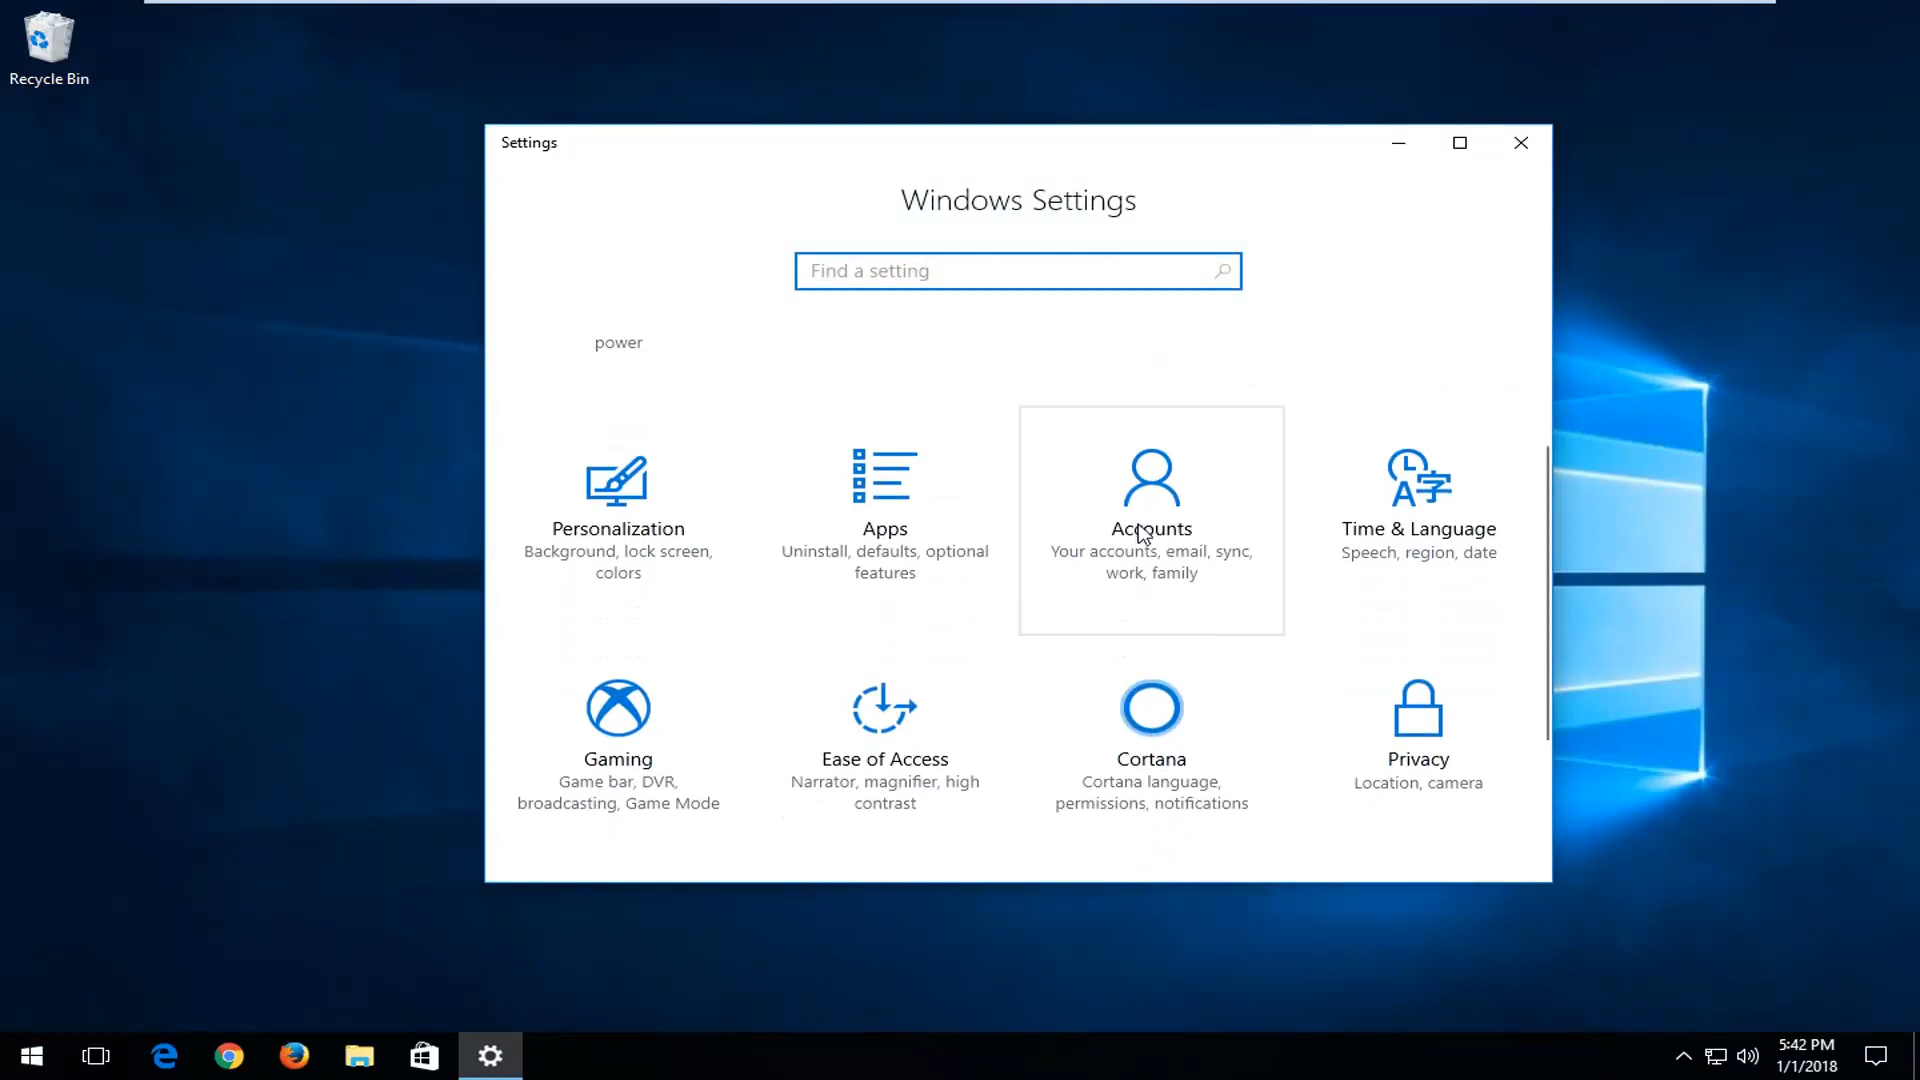 Recycle Bin
Settings
Windows Settings
Find a setting
power
Personalization
Background, lock screen,
colors
Apps
Uninstall, defaults, optional
features
Accounts
Your accounts, email, sync,
work, family
Time & Language
Speech, region, date
Gaming
Game bar, DVR,
broadcasting, Game Mode
Ease of Access
Narrator, magnifier, high
contrast
Cortana
Cortana language,
permissions, notifications
Privacy
Location, camera
5:42 PM
1/1/2018